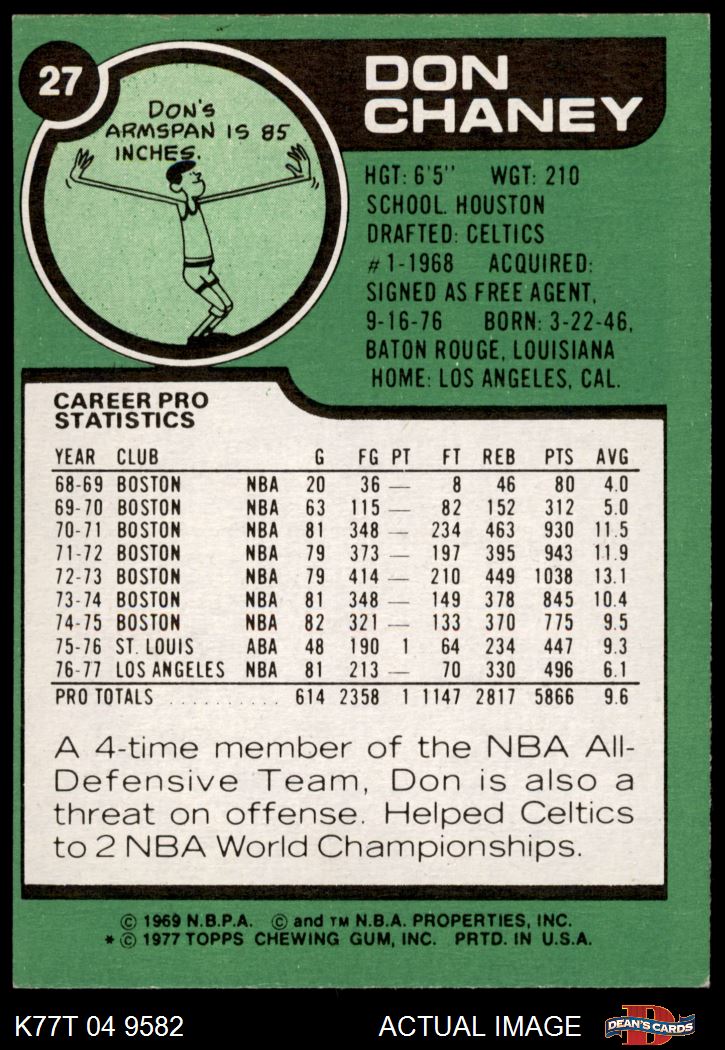 27
DON'S
ARMSPAN IS 85
INCHES.
DON
CHANEY
HGT: 6'5" WGT: 210
SCHOOL. HOUSTON
DRAFTED: CELTICS
#1-1968 ACQUIRED:
SIGNED AS FREE AGENT,
9-16-76 BORN: 3-22-46,
BATON ROUGE, LOUISIANA
HOME: LOS ANGELES, CAL.
CAREER PRO
STATISTICS
YEAR CLUB G FG PT FT REB PTS AVG
68-69 BOSTON NBA 20 36 — 8 46 80 4.0
69-70 BOSTON NBA 63 115 — 82 152 312 5.0
70-71 BOSTON NBA 81 348 — 234 463 930 11.5
71-72 BOSTON NBA 79 373 — 197 395 943 11.9
72-73 BOSTON NBA 79 414 — 210 449 1038 13.1
73-74 BOSTON NBA 81 348 — 149 378 845 10.4
74-75 BOSTON NBA 82 321 — 133 370 775 9.5
75-76 ST. LOUIS ABA 48 190 1 64 234 447 9.3
76-77 LOS ANGELES NBA 81 213 — 70 330 496 6.1
PRO TOTALS .......... 614 2358 1 1147 2817 5866 9.6
A 4-time member of the NBA All-
Defensive Team, Don is also a
threat on offense. Helped Celtics
to 2 NBA World Championships.
© 1969 N.B.P.A. © and TM N.B.A. PROPERTIES, INC.
* © 1977 TOPPS CHEWING GUM, INC. PRTD. IN U.S.A.
K77T 04 9582 ACTUAL IMAGE D DEAN'S CARDS